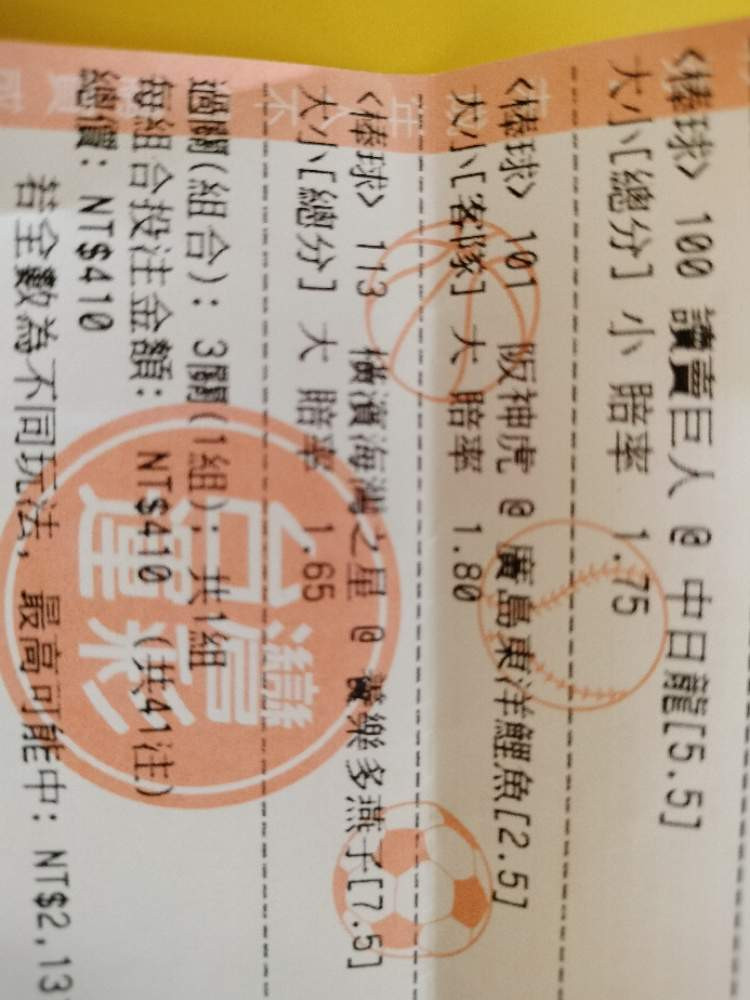 <棒球> 100 讀賣巨人 @ 中日龍[5.5]
大小[總分] 小 賠率 1.75
<棒球> 101 阪神虎 @ 廣島東洋鯉魚[2.5]
大小[客隊] 大 賠率 1.80
<棒球> 113 橫濱海灣之星 @ 養樂多燕子[7.5]
大小[總分] 大 賠率 1.65
過關(組合): 3關(1組); 共1組
每組合投注金額: NT$410 (共41注)
總價: NT$410
若全數為不同玩法, 最高可能中: NT$2,13
台灣
運彩